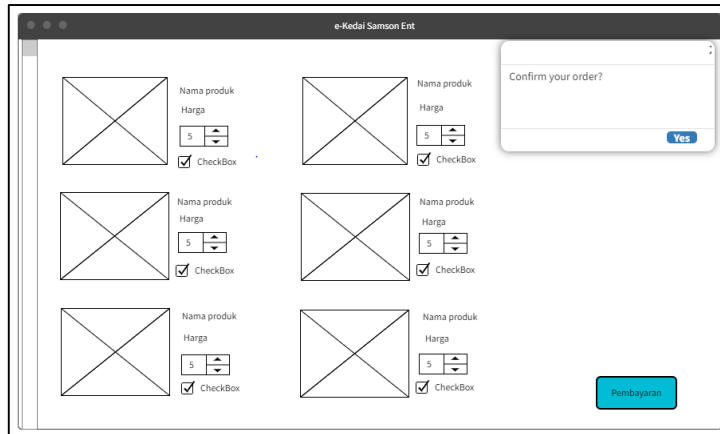 e-Kedai Samson Ent
Confirm your order?
Yes
Nama produk
Harga
5
CheckBox
Nama produk
Harga
5
CheckBox
Nama produk
Harga
5
CheckBox
Nama produk
Harga
5
CheckBox
Nama produk
Harga
5
CheckBox
Nama produk
Harga
5
CheckBox
Pembayaran